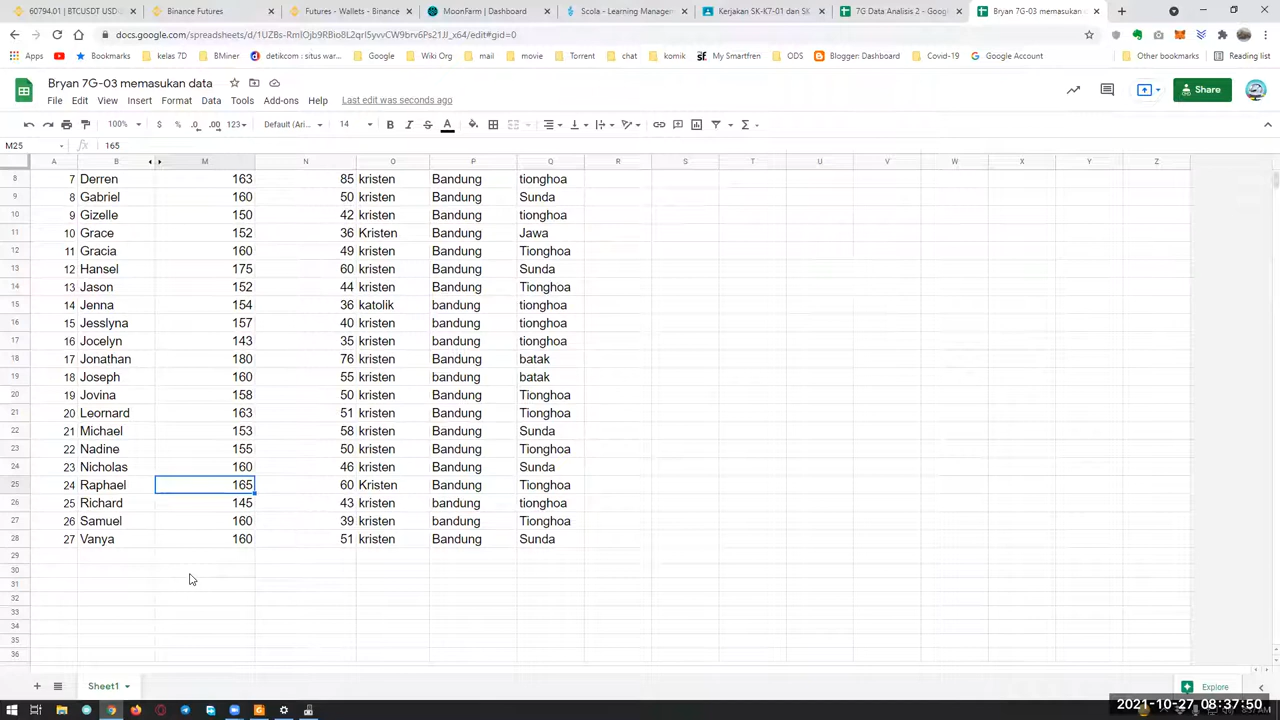 60794.01 | BTCUSDT USD
Binance Futures
Futures - Wallets - Binance
MoonFarm | Dashboard
Scola - Learning Managem
Kerjakan SK-K7-01 dan SK
7G Data Analisis 2 - Google
Bryan 7G-03 memasukan da
docs.google.com/spreadsheets/d/
/edit#gid=0
Apps
kelas 7D
BMiner
detikcom : situs war
Google
Wiki Org
mail
movie
Torrent
chat
komik
My Smartfren
ODS
Blogger: Dashboard
Covid-19
Google Account
Other bookmarks
Reading list
Bryan 7G-03 memasukan data
File Edit View Insert Format Data Tools Add-ons Help Last edit was seconds ago
Share
100% $ % .0 .00 123 Default (Ari... 14 B I S A
M25 fx 165
A B M N O P Q R S T U V W X Y Z
8 7 Derren 163 85 kristen Bandung tionghoa
9 8 Gabriel 160 50 kristen Bandung Sunda
10 9 Gizelle 150 42 kristen Bandung tionghoa
11 10 Grace 152 36 Kristen Bandung Jawa
12 11 Gracia 160 49 kristen Bandung Tionghoa
13 12 Hansel 175 60 kristen Bandung Sunda
14 13 Jason 152 44 kristen Bandung Tionghoa
15 14 Jenna 154 36 katolik bandung tionghoa
16 15 Jesslyna 157 40 kristen bandung tionghoa
17 16 Jocelyn 143 35 kristen bandung tionghoa
18 17 Jonathan 180 76 kristen Bandung batak
19 18 Joseph 160 55 kristen bandung batak
20 19 Jovina 158 50 kristen Bandung Tionghoa
21 20 Leornard 163 51 kristen Bandung Tionghoa
22 21 Michael 153 58 kristen Bandung Sunda
23 22 Nadine 155 50 kristen Bandung Tionghoa
24 23 Nicholas 160 46 kristen Bandung Sunda
25 24 Raphael 165 60 Kristen Bandung Tionghoa
26 25 Richard 145 43 kristen bandung tionghoa
27 26 Samuel 160 39 kristen bandung Tionghoa
28 27 Vanya 160 51 kristen Bandung Sunda
29
30
31
32
33
34
35
36
Sheet1
Explore
2021-10-27 08:37:50